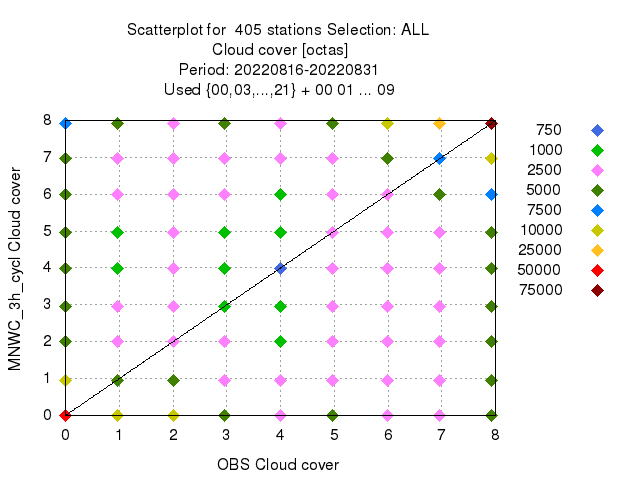 Scatterplot for 405 stations Selection: ALL
Cloud cover [octas]
Period: 20220816-20220831
Used {00,03,...,21} + 00 01 ... 09
8
7
6
5
4
3
2
1
0
MNWC_3h_cycl Cloud cover
0 1 2 3 4 5 6 7 8
OBS Cloud cover
750
1000
2500
5000
7500
10000
25000
50000
75000